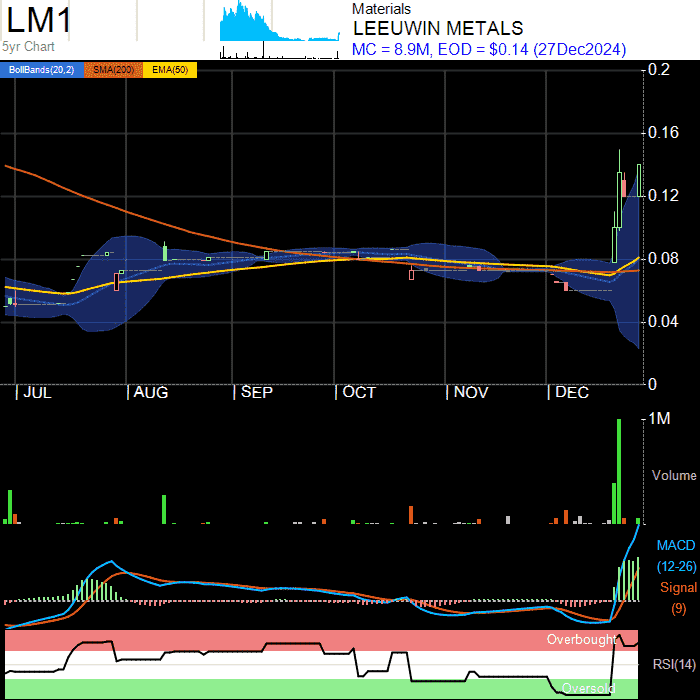 LM1
5yr Chart
Materials
LEEUWIN METALS
MC = 8.9M, EOD = $0.14 (27Dec2024)
BollBands(20,2) SMA(200) EMA(50)
0.2
0.16
0.12
0.08
0.04
0
JUL AUG SEP OCT NOV DEC
1M
Volume
MACD
(12-26)
Signal
(9)
Overbought
RSI(14)
Oversold